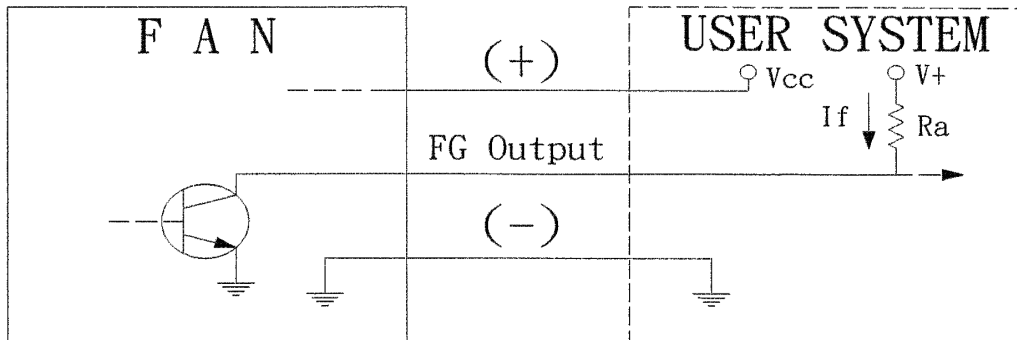 F A N
USER SYSTEM
(+)
Vcc
V+
If
Ra
FG Output
(-)